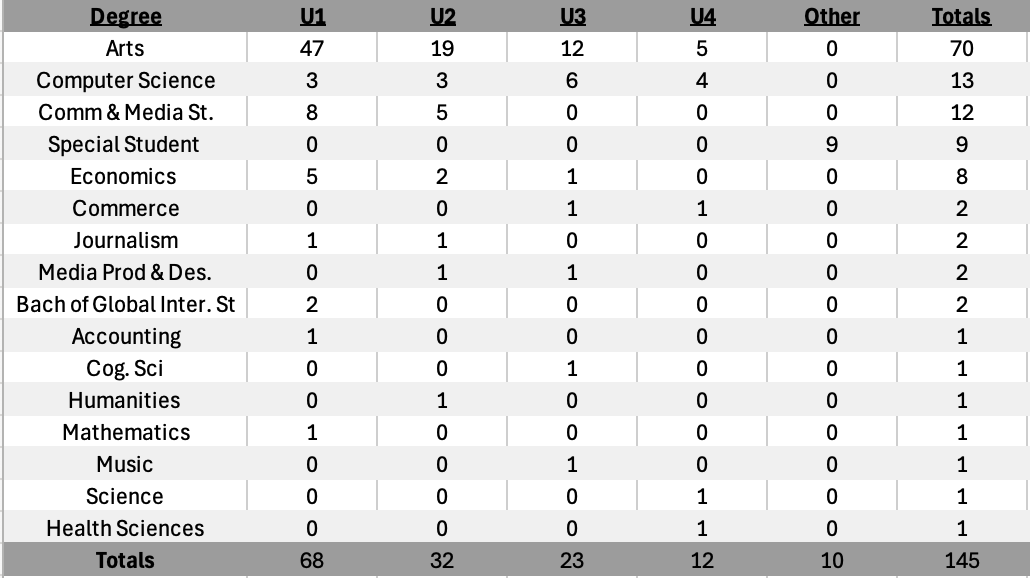 Degree U1 U2 U3 U4 Other Totals
Arts 47 19 12 5 0 70
Computer Science 3 3 6 4 0 13
Comm & Media St. 8 5 0 0 0 12
Special Student 0 0 0 0 9 9
Economics 5 2 1 0 0 8
Commerce 0 0 1 1 0 2
Journalism 1 1 0 0 0 2
Media Prod & Des. 0 1 1 0 0 2
Bach of Global Inter. St 2 0 0 0 0 2
Accounting 1 0 0 0 0 1
Cog. Sci 0 0 1 0 0 1
Humanities 0 1 0 0 0 1
Mathematics 1 0 0 0 0 1
Music 0 0 1 0 0 1
Science 0 0 0 1 0 1
Health Sciences 0 0 0 1 0 1
Totals 68 32 23 12 10 145